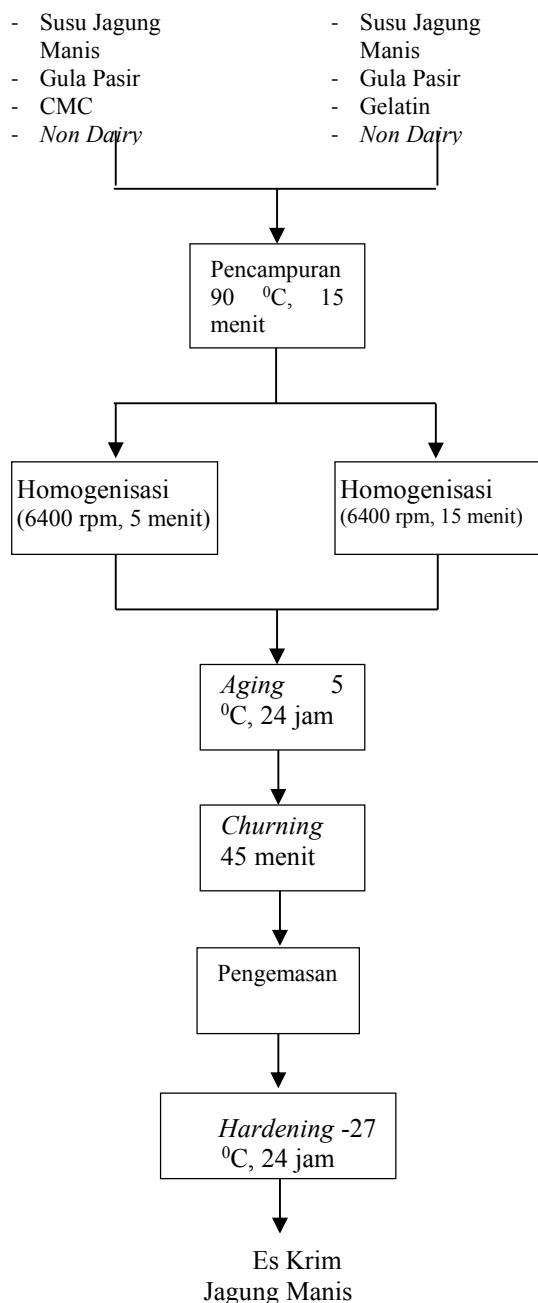 - Susu Jagung
Manis
- Gula Pasir
- CMC
- Non Dairy
- Susu Jagung
Manis
- Gula Pasir
- Gelatin
- Non Dairy
Pencampuran
90 ⁰C, 15
menit
Homogenisasi
(6400 rpm, 5 menit)
Homogenisasi
(6400 rpm, 15 menit)
Aging 5
⁰C, 24 jam
Churning
45 menit
Pengemasan
Hardening -27
⁰C, 24 jam
Es Krim
Jagung Manis